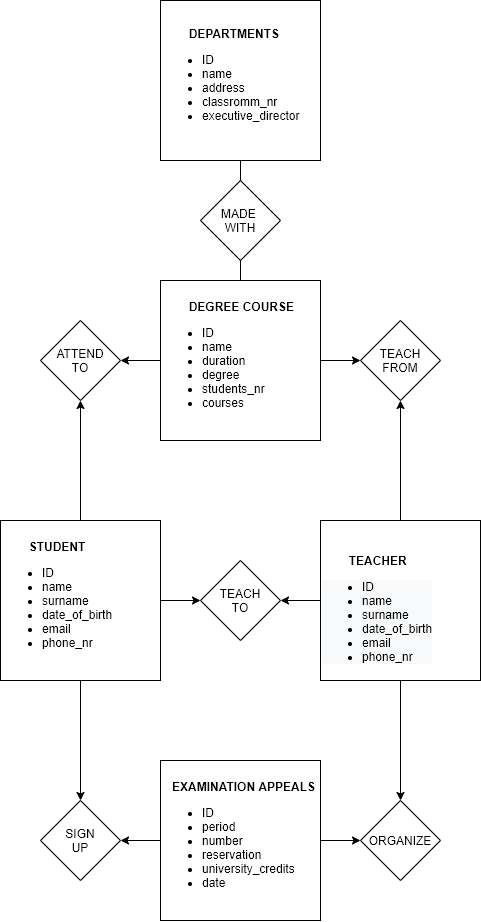 DEPARTMENTS
ID
name
address
classromm_nr
executive_director
MADE
WITH
DEGREE COURSE
ID
name
duration
degree
students_nr
courses
ATTEND
TO
TEACH
FROM
STUDENT
ID
name
surname
date_of_birth
email
phone_nr
TEACH
TO
TEACHER
ID
name
surname
date_of_birth
email
phone_nr
EXAMINATION APPEALS
ID
period
number
reservation
university_credits
date
SIGN
UP
ORGANIZE